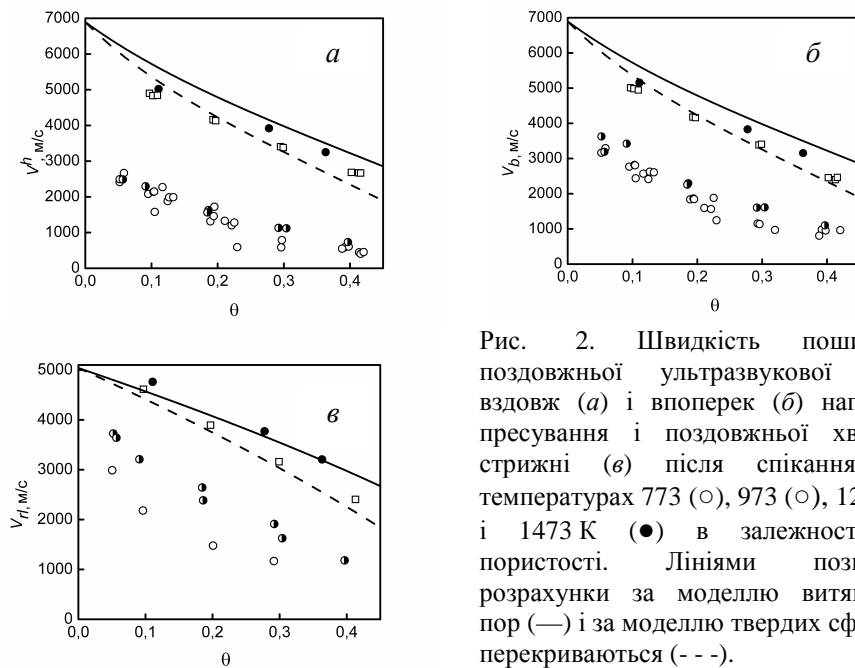 7000
6000
5000
4000
3000
2000
1000
0
V_h, м/с
а
0,0 0,1 0,2 0,3 0,4
θ
7000
6000
5000
4000
3000
2000
1000
0
V_b, м/с
б
0,0 0,1 0,2 0,3 0,4
θ
5000
4000
3000
2000
1000
0
V_rl, м/с
в
0,0 0,1 0,2 0,3 0,4
θ
Рис. 2. Швидкість поши
поздовжньої ультразвукової
вздовж (а) і впоперек (б) нап
пресування і поздовжньої хв
стрижні (в) після спікання
температурах 773 (○), 973 (○), 12
і 1473 К (●) в залежност
пористості. Лініями позн
розрахунки за моделлю витя
пор (—) і за моделлю твердих сф
перекриваються (- - -).